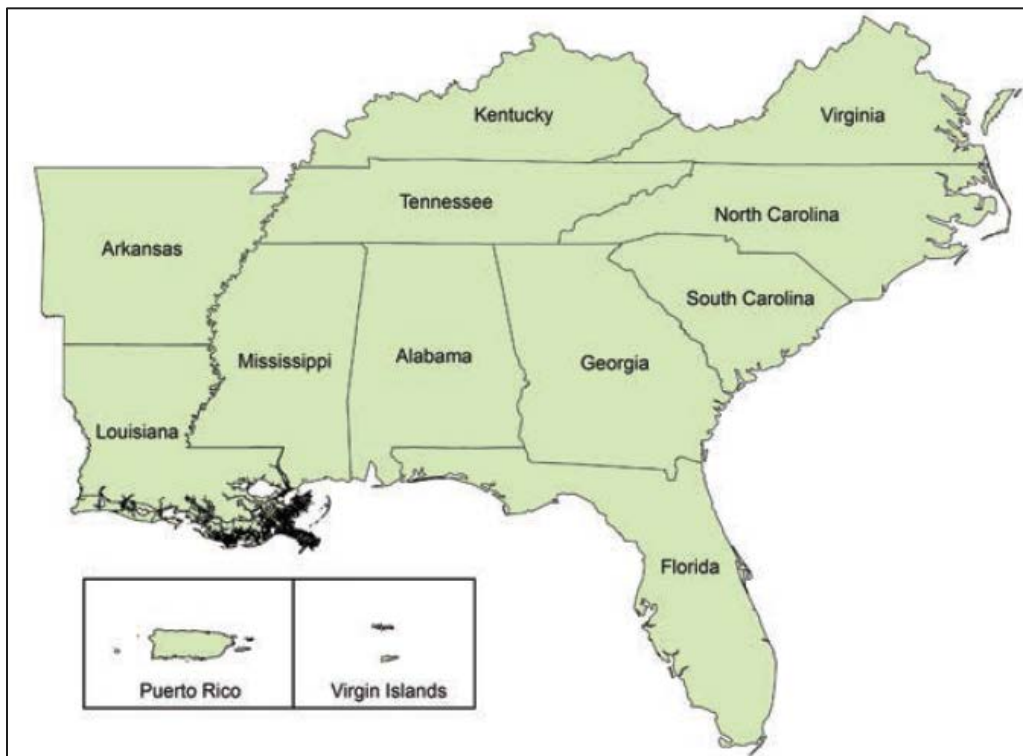 Kentucky
Virginia
Tennessee
North Carolina
Arkansas
South Carolina
Mississippi
Alabama
Georgia
Louisiana
Florida
Puerto Rico
Virgin Islands